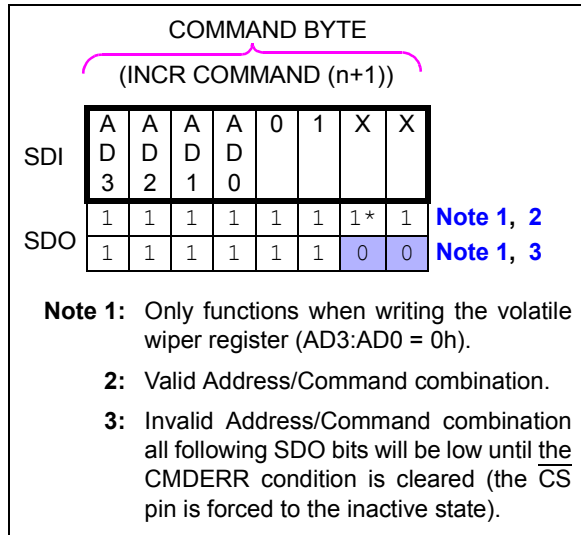 COMMAND BYTE
(INCR COMMAND (n+1))
SDI
A A A A 0 1 X X
D D D D
3 2 1 0
SDO
1 1 1 1 1 1 1* 1 Note 1, 2
1 1 1 1 1 1 0 0 Note 1, 3
Note 1: Only functions when writing the volatile
wiper register (AD3:AD0 = 0h).
2: Valid Address/Command combination.
3: Invalid Address/Command combination
all following SDO bits will be low until the
CMDERR condition is cleared (the C̅S̅
pin is forced to the inactive state).